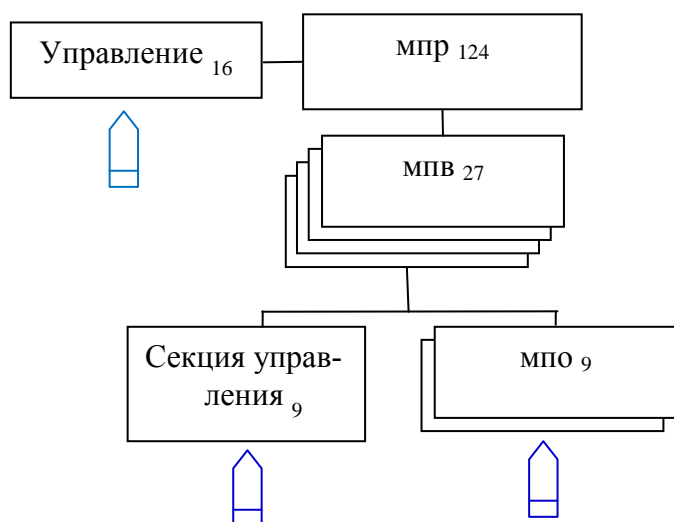 Управление 16
мпр 124
мпв 27
Секция управ-
ления 9
мпо 9